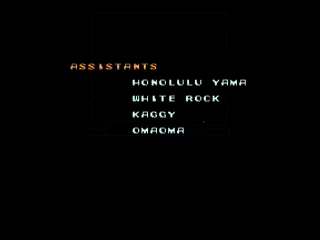 ASSISTANTS
HONOLULU YAMA
WHITE ROCK
KAGGY
OMAOMA